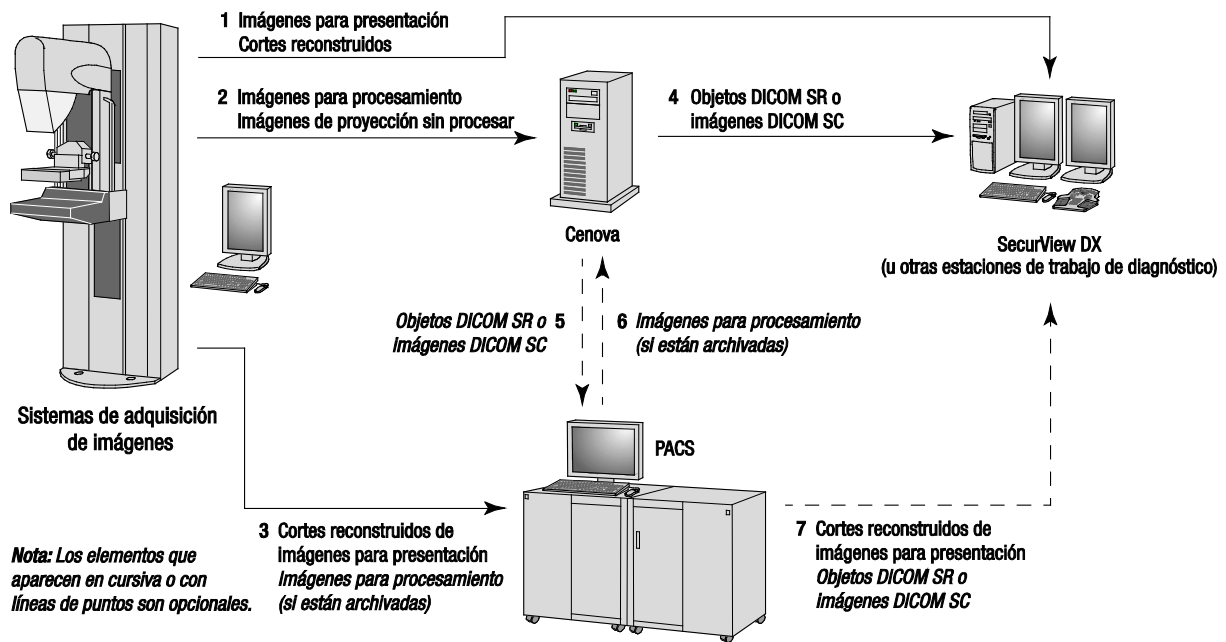 1 Imágenes para presentación
Cortes reconstruidos
2 Imágenes para procesamiento
Imágenes de proyección sin procesar
4 Objetos DICOM SR o
imágenes DICOM SC
Cenova
SecurView DX
(u otras estaciones de trabajo de diagnóstico)
Objetos DICOM SR o 5
Imágenes DICOM SC
6 Imágenes para procesamiento
(si están archivadas)
Sistemas de adquisición
de imágenes
PACS
3 Cortes reconstruidos de
imágenes para presentación
Imágenes para procesamiento
(si están archivadas)
7 Cortes reconstruidos de
imágenes para presentación
Objetos DICOM SR o
imágenes DICOM SC
Nota: Los elementos que
aparecen en cursiva o con
líneas de puntos son opcionales.